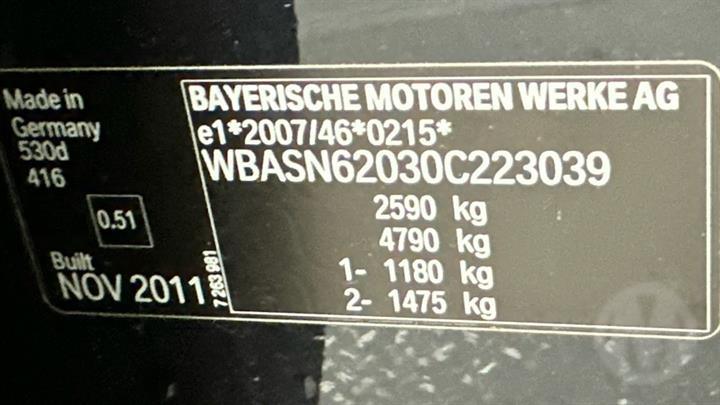 Made in
Germany
530d
416
0.51
Built
NOV 2011
7 263 981
BAYERISCHE MOTOREN WERKE AG
e1*2007/46*0215*
WBASN62030C223039
2590 kg
4790 kg
1- 1180 kg
2- 1475 kg